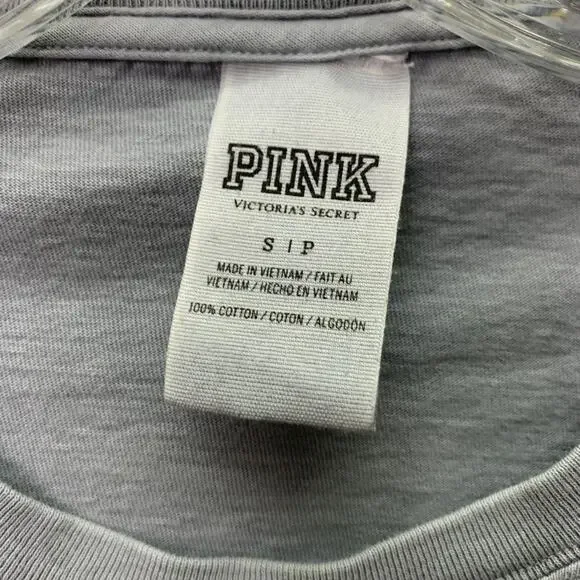 PINK
VICTORIA'S SECRET
S | P
MADE IN VIETNAM / FAIT AU
VIETNAM / HECHO EN VIETNAM
100% COTTON / COTON / ALGODÓN